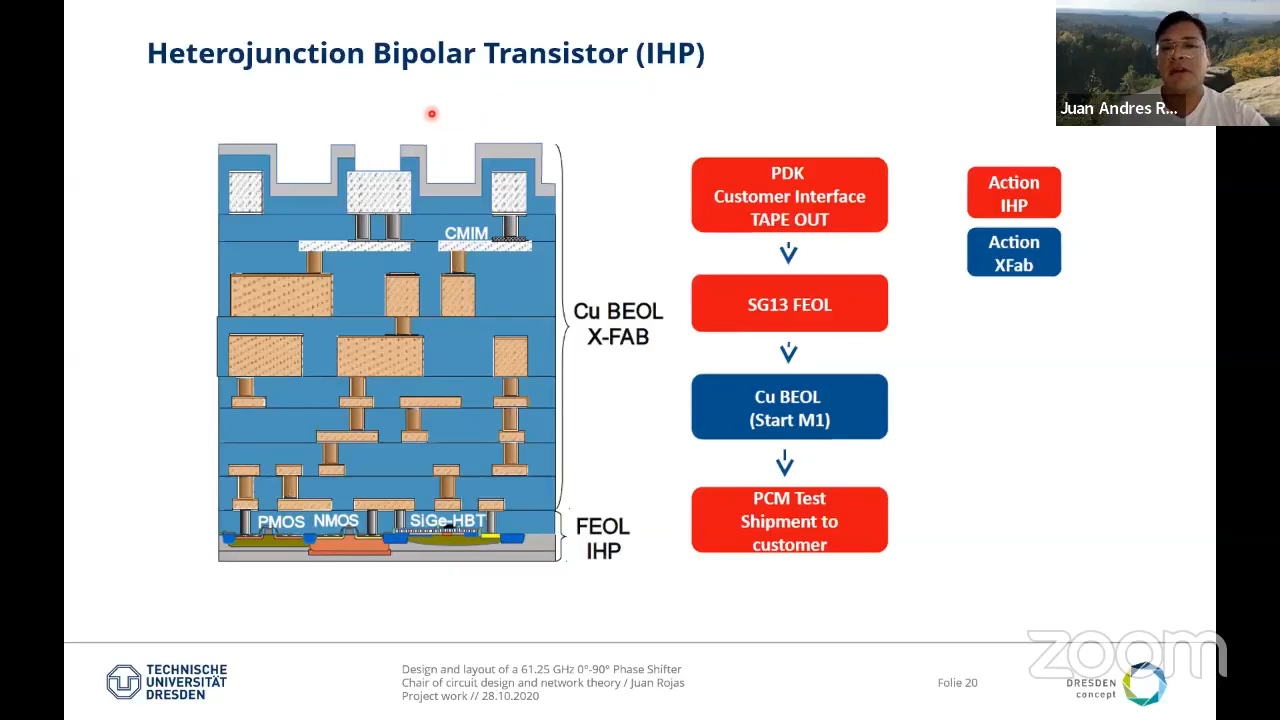 Heterojunction Bipolar Transistor (IHP)
Juan Andres R...
CMIM
Cu BEOL
X-FAB
PMOS
NMOS
SiGe-HBT
FEOL
IHP
PDK
Customer Interface
TAPE OUT
SG13 FEOL
Cu BEOL
(Start M1)
PCM Test
Shipment to
customer
Action
IHP
Action
XFab
TECHNISCHE
UNIVERSITÄT
DRESDEN
Design and layout of a 61.25 GHz 0°-90° Phase Shifter
Chair of circuit design and network theory / Juan Rojas
Project work // 28.10.2020
Folie 20
DRESDEN
concept
zoom